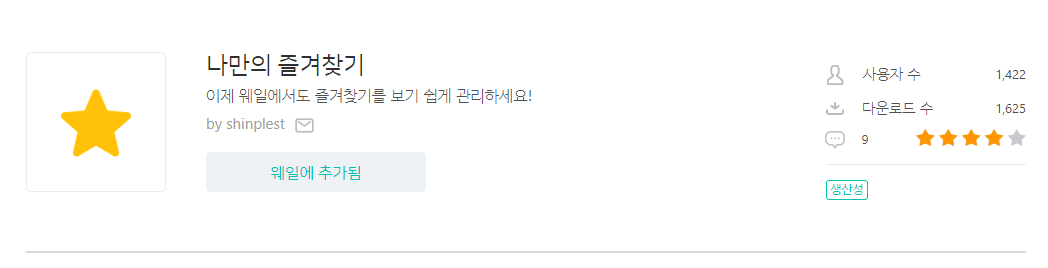 나만의 즐겨찾기
이제 웨일에서도 즐겨찾기를 보기 쉽게 관리하세요!
by shinplest
웨일에 추가됨
사용자 수 1,422
다운로드 수 1,625
9
생산성